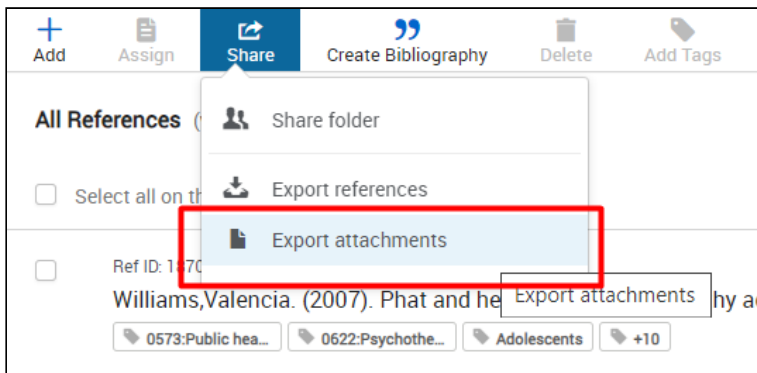 Add Assign Share Create Bibliography Delete Add Tags
All References (
Share folder
Select all on th
Export references
Export attachments
Ref ID: 1870
Williams,Valencia. (2007). Phat and he Export attachments hy a
0573:Public hea... 0622:Psychothe... Adolescents +10